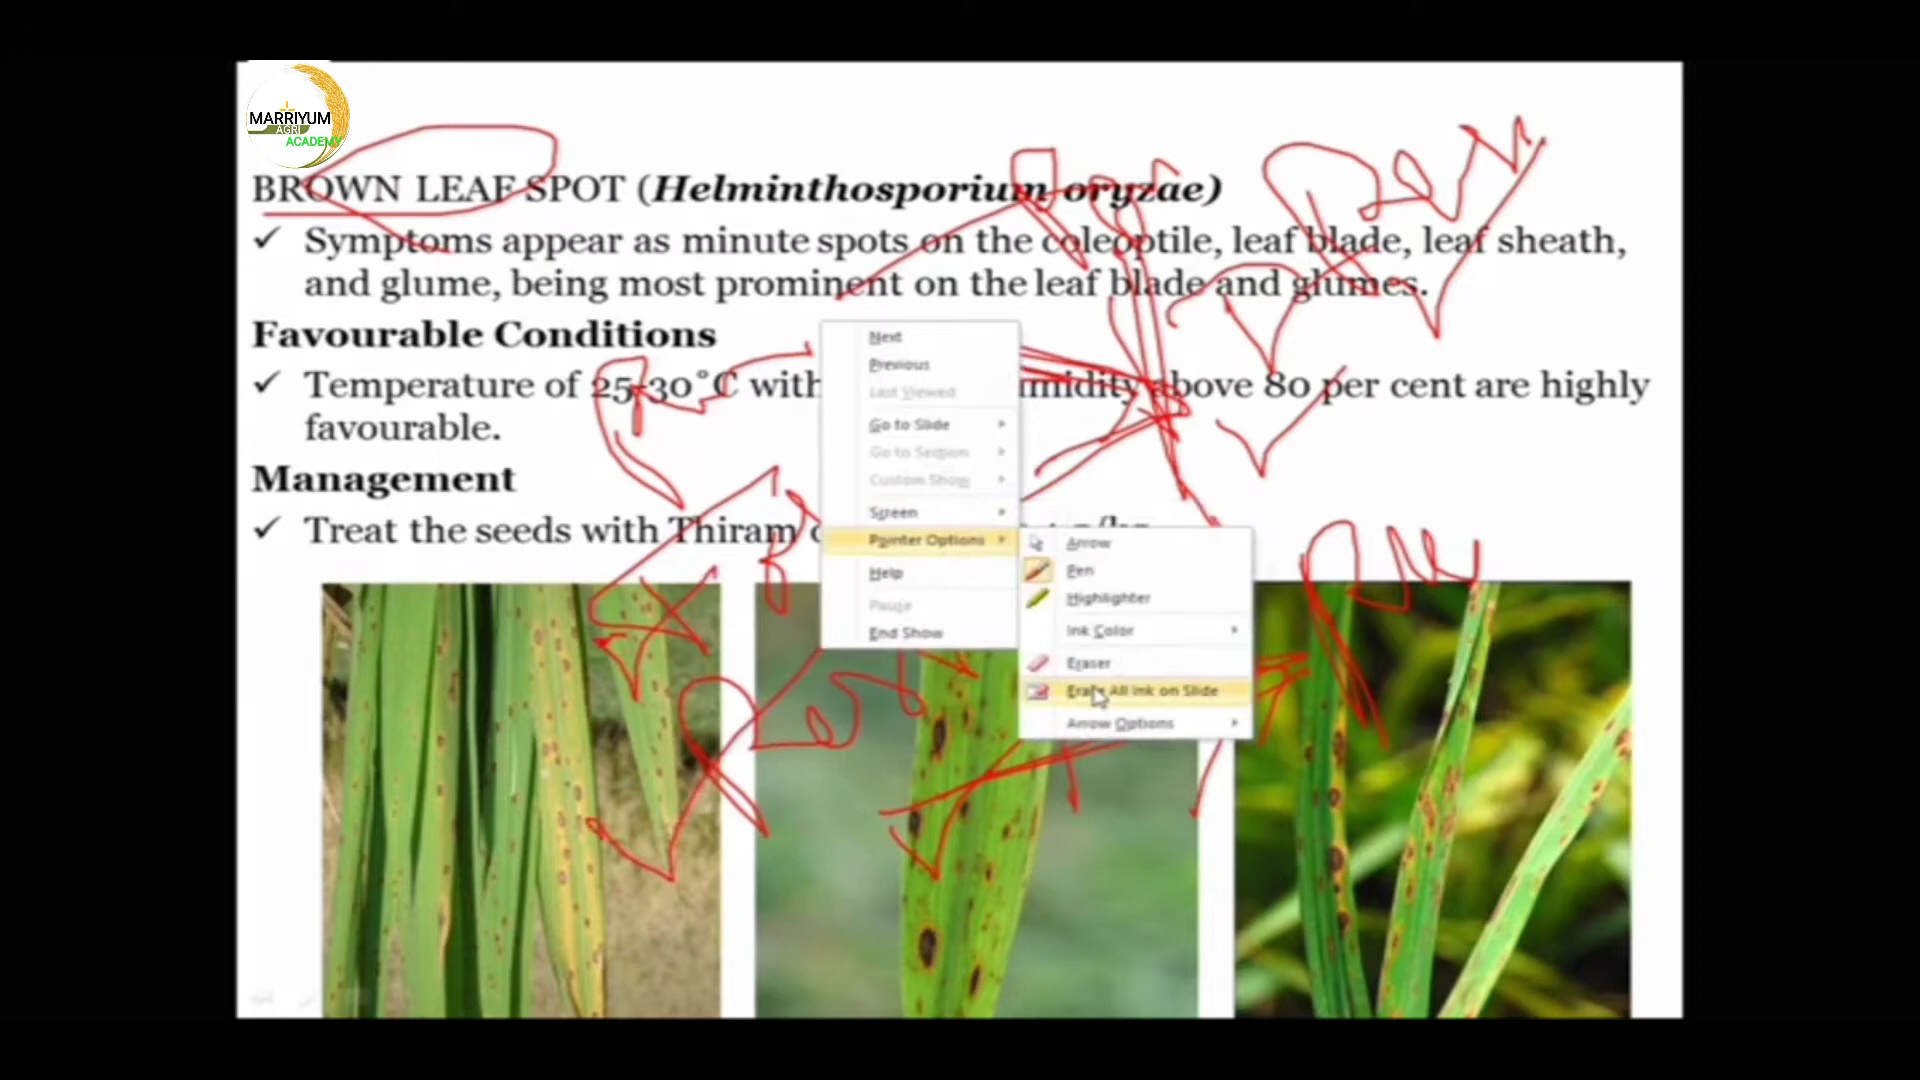 MARRIYUM
AGRI
ACADEMY
BROWN LEAF SPOT (Helminthosporium oryzae)
✓ Symptoms appear as minute spots on the coleoptile, leaf blade, leaf sheath,
and glume, being most prominent on the leaf blade and glumes.
Favourable Conditions
✓ Temperature of 25-30˚C with umidity above 80 per cent are highly
favourable.
Management
✓ Treat the seeds with Thiram
Next
Previous
Last Viewed
Go to Slide
Go to Section
Custom Show
Screen
Pointer Options
Help
Pause
End Show
Arrow
Pen
Highlighter
Ink Color
Eraser
Erase All Ink on Slide
Arrow Options